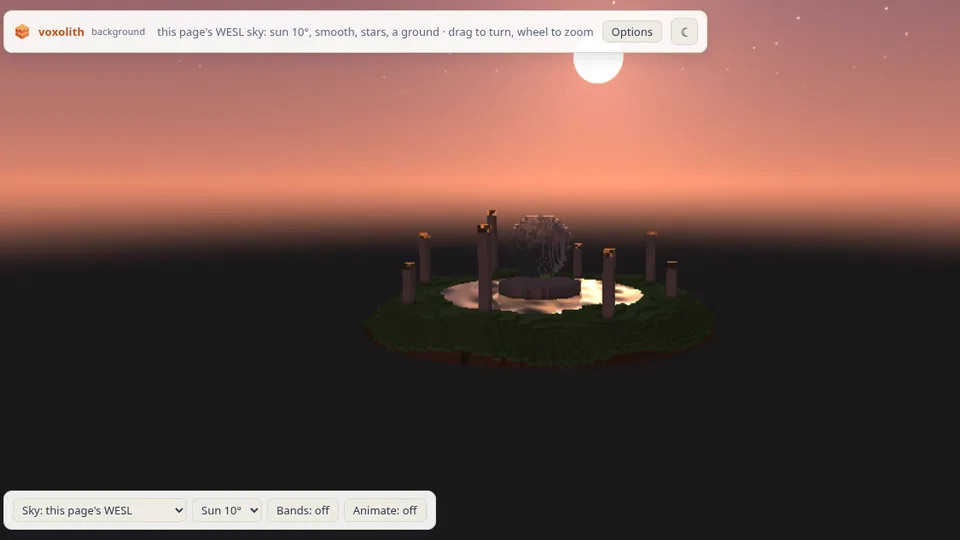 voxolith background this page's WESL sky: sun 10°, smooth, stars, a ground · drag to turn, wheel to zoom Options
Sky: this page's WESL Sun 10° Bands: off Animate: off